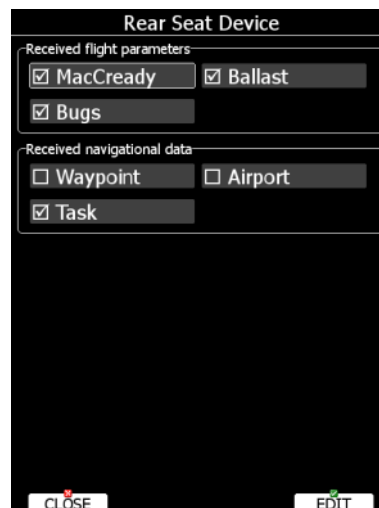 Rear Seat Device
Received flight parameters
MacCready Ballast
Bugs
Received navigational data
Waypoint Airport
Task
CLOSE EDIT